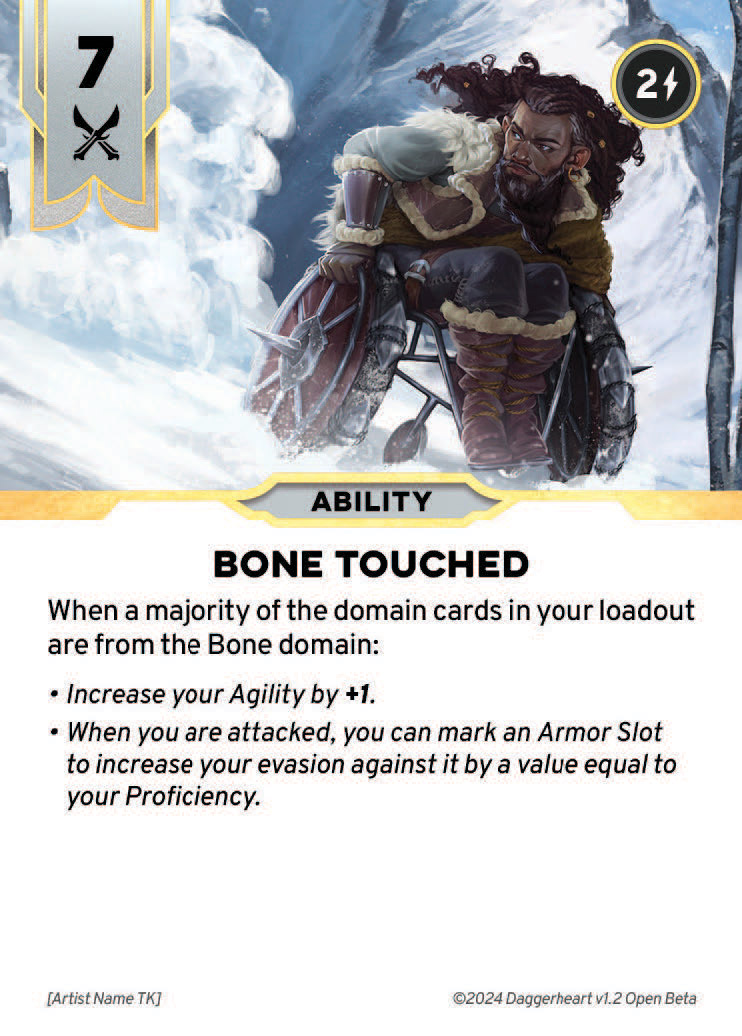 7
2
ABILITY
BONE TOUCHED
When a majority of the domain cards in your loadout
are from the Bone domain:
• Increase your Agility by +1.
• When you are attacked, you can mark an Armor Slot
to increase your evasion against it by a value equal to
your Proficiency.
[Artist Name TK]
©2024 Daggerheart v1.2 Open Beta